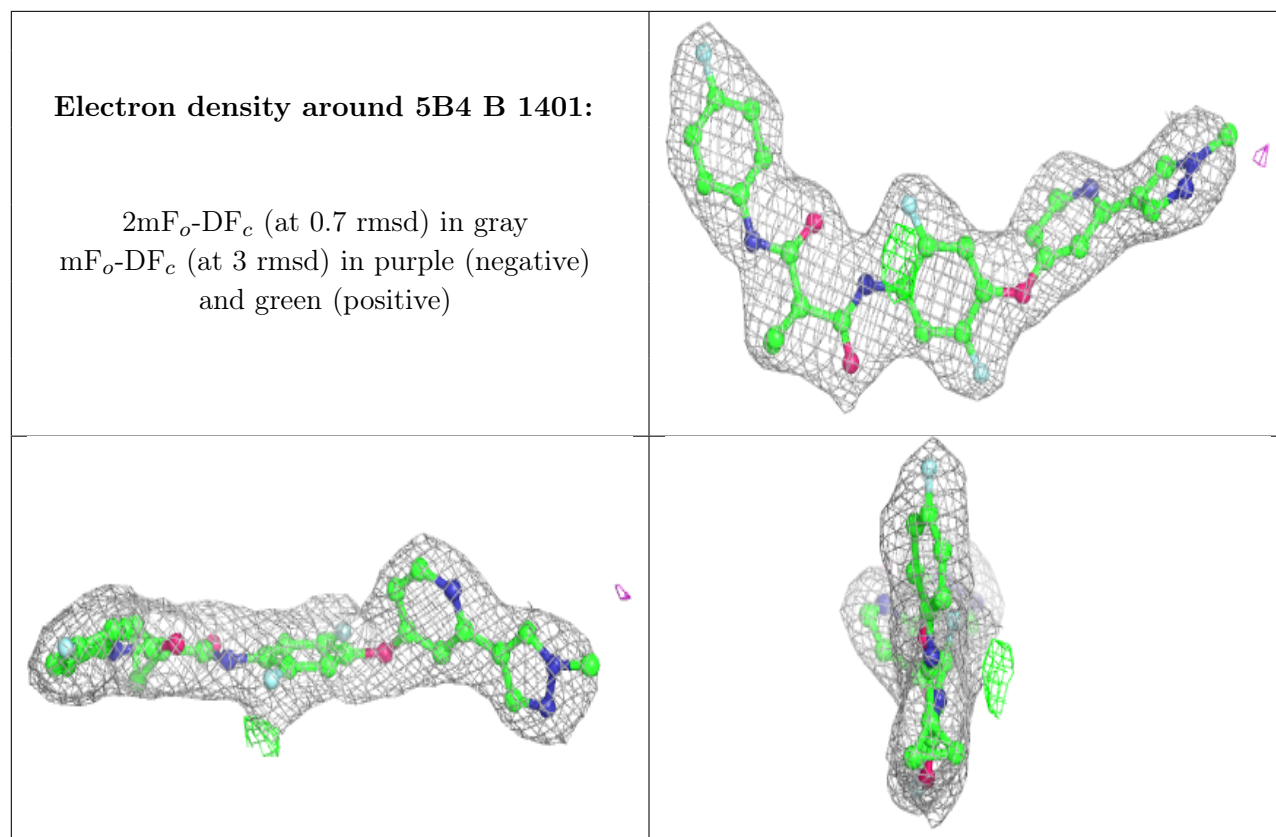 Electron density around 5B4 B 1401:
2mFo-DFc (at 0.7 rmsd) in gray
mFo-DFc (at 3 rmsd) in purple (negative)
and green (positive)